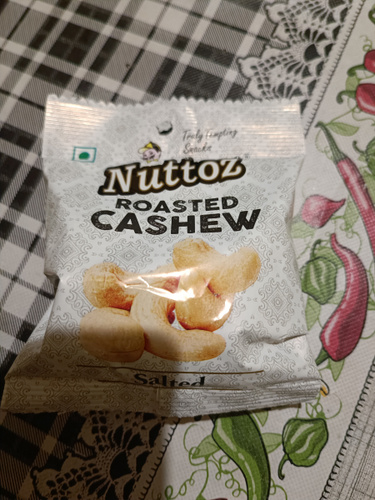 Truly Tempting
Snacks
Nuttoz
ROASTED
CASHEW
Salted